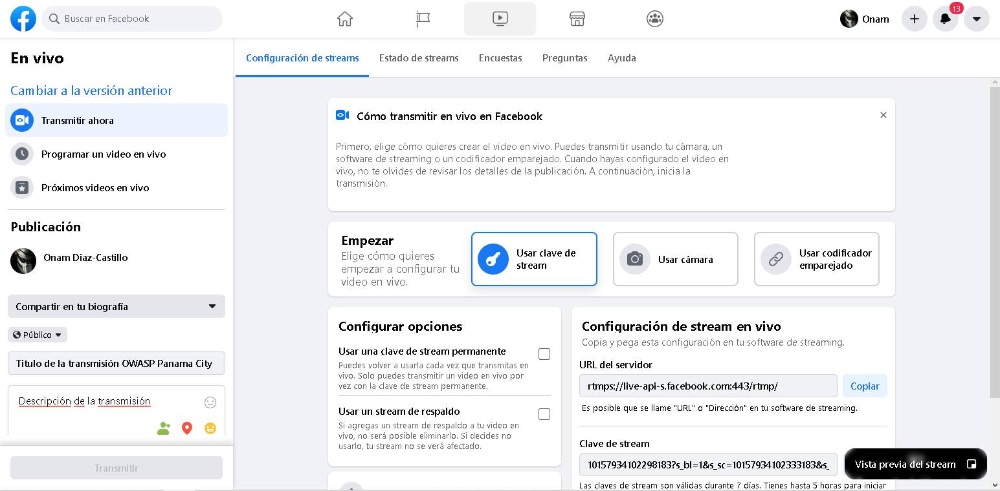 Buscar en Facebook
Onam
13
En vivo
Cambiar a la versión anterior
Transmitir ahora
Programar un video en vivo
Próximos videos en vivo
Publicación
Onam Diaz-Castillo
Compartir en tu biografía
Público
Titulo de la transmisión OWASP Panama City
Descripción de la transmisión
Transmitir
Configuración de streams
Estado de streams
Encuestas
Preguntas
Ayuda
Cómo transmitir en vivo en Facebook
Primero, elige cómo quieres crear el video en vivo. Puedes transmitir usando tu cámara, un
software de streaming o un codificador emparejado. Cuando hayas configurado el video en
vivo, no te olvides de revisar los detalles de la publicación. A continuación, inicia la
transmisión.
Empezar
Elige cómo quieres
empezar a configurar tu
video en vivo.
Usar clave de
stream
Usar cámara
Usar codificador
emparejado
Configurar opciones
Usar una clave de stream permanente
Puedes volver a usarla cada vez que transmitas en
vivo. Solo puedes transmitir un video en vivo por
vez con la clave de stream permanente.
Usar un stream de respaldo
Si agregas un stream de respaldo a tu video en
vivo, no será posible eliminarlo. Si decides no
usarlo, tu stream no se verá afectado.
Configuración de stream en vivo
Copia y pega esta configuración en tu software de streaming.
URL del servidor
rtmps://live-api-s.facebook.com:443/rtmp/
Copiar
Es posible que se llame "URL" o "Dirección" en tu software de streaming.
Clave de stream
10157934102298183?s_bl=1&s_sc=10157934102333183&s_
Vista previa del stream
Las claves de stream son válidas durante 7 días. Tienes hasta 5 horas para iniciar